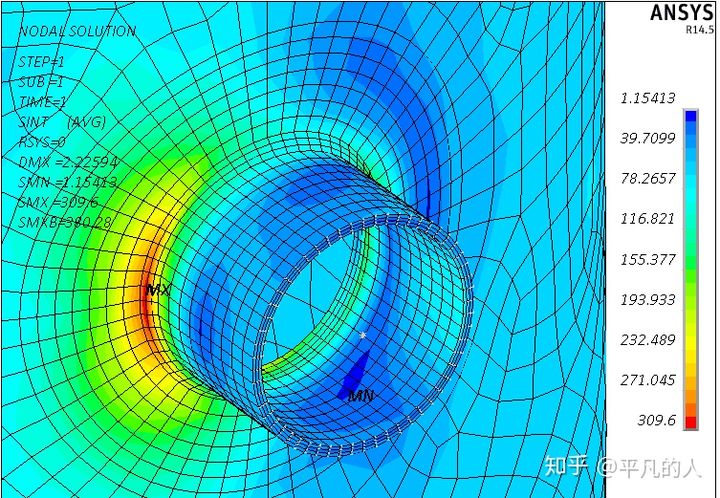 ANSYS
R14.5
NODAL SOLUTION
STEP=1
SUB =1
TIME=1
SINT (AVG)
RSYS=0
DMX =2.22594
SMN =1.15413
SMX =309.6
SMXB=380.28
1.15413
39.7099
78.2657
116.821
155.377
193.933
232.489
271.045
309.6
MX
MN
知乎 @平凡的人